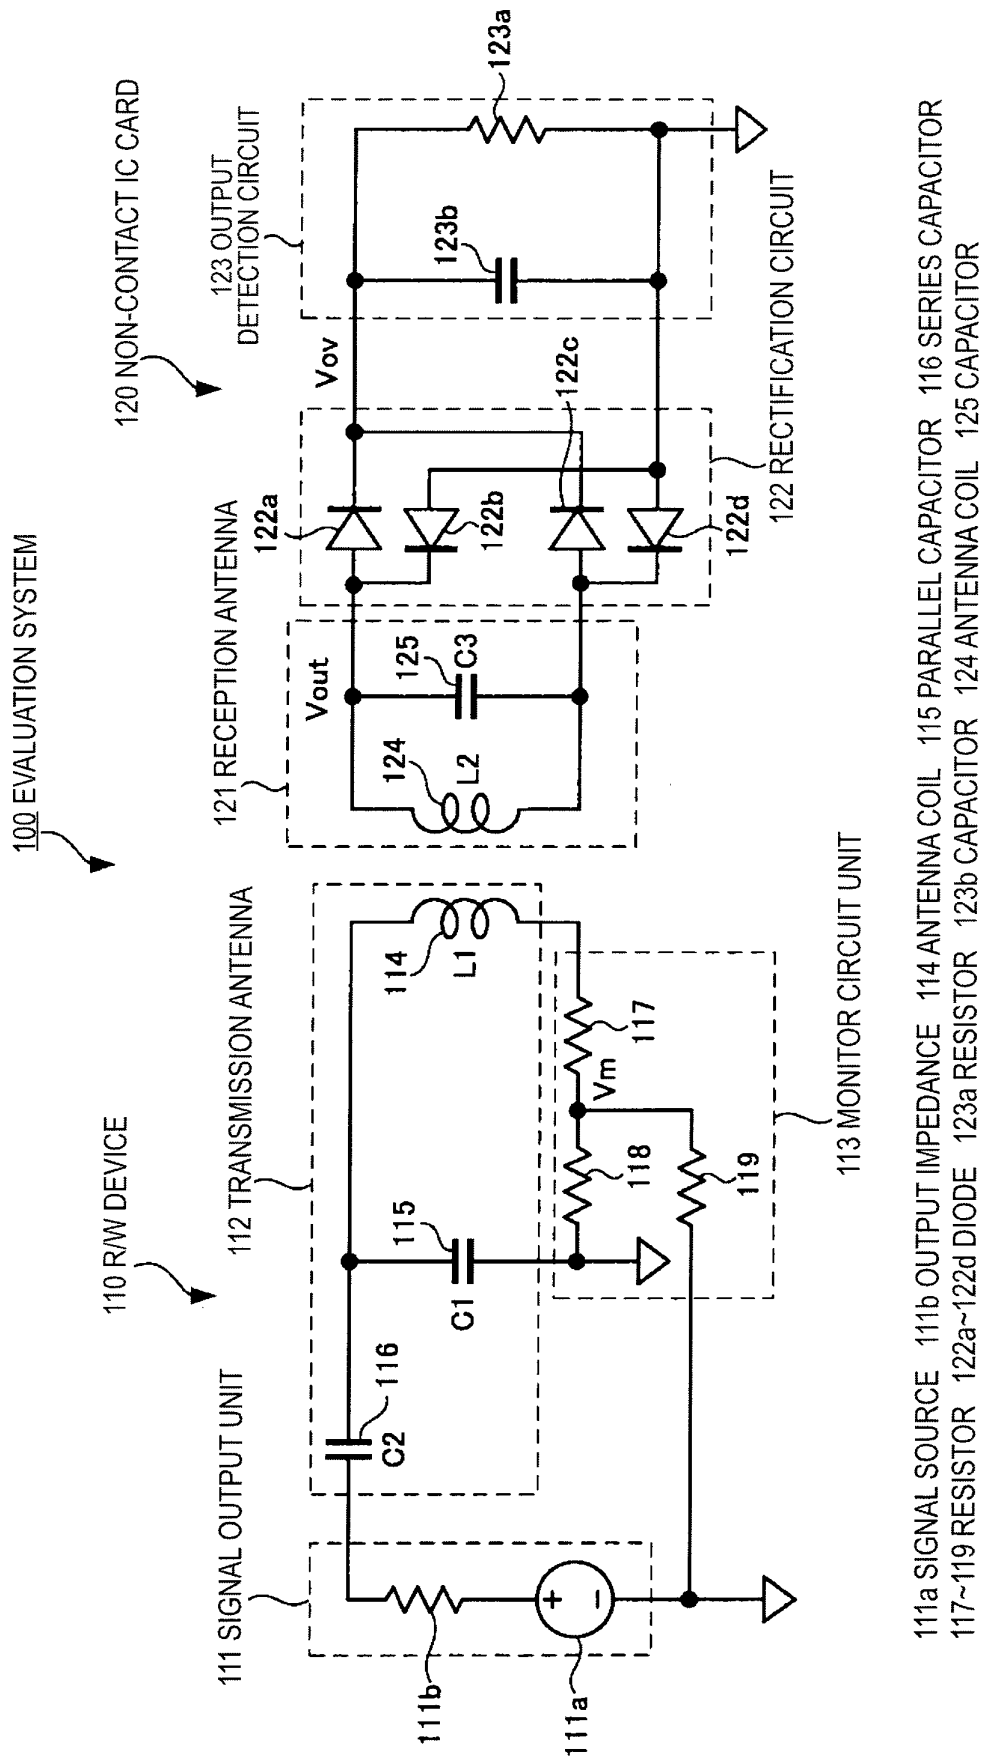 100 EVALUATION SYSTEM
110 R/W DEVICE
120 NON-CONTACT IC CARD
111 SIGNAL OUTPUT UNIT
112 TRANSMISSION ANTENNA
121 RECEPTION ANTENNA
123 OUTPUT
DETECTION CIRCUIT
Vout
Vov
122a
122b
122c
122d
123a
123b
C2
116
C1
115
114
L1
124
L2
125
C3
111b
111a
+
−
117
Vm
118
119
113 MONITOR CIRCUIT UNIT
122 RECTIFICATION CIRCUIT
111a SIGNAL SOURCE 111b OUTPUT IMPEDANCE 114 ANTENNA COIL 115 PARALLEL CAPACITOR 116 SERIES CAPACITOR
117~119 RESISTOR 122a~122d DIODE 123a RESISTOR 123b CAPACITOR 124 ANTENNA COIL 125 CAPACITOR